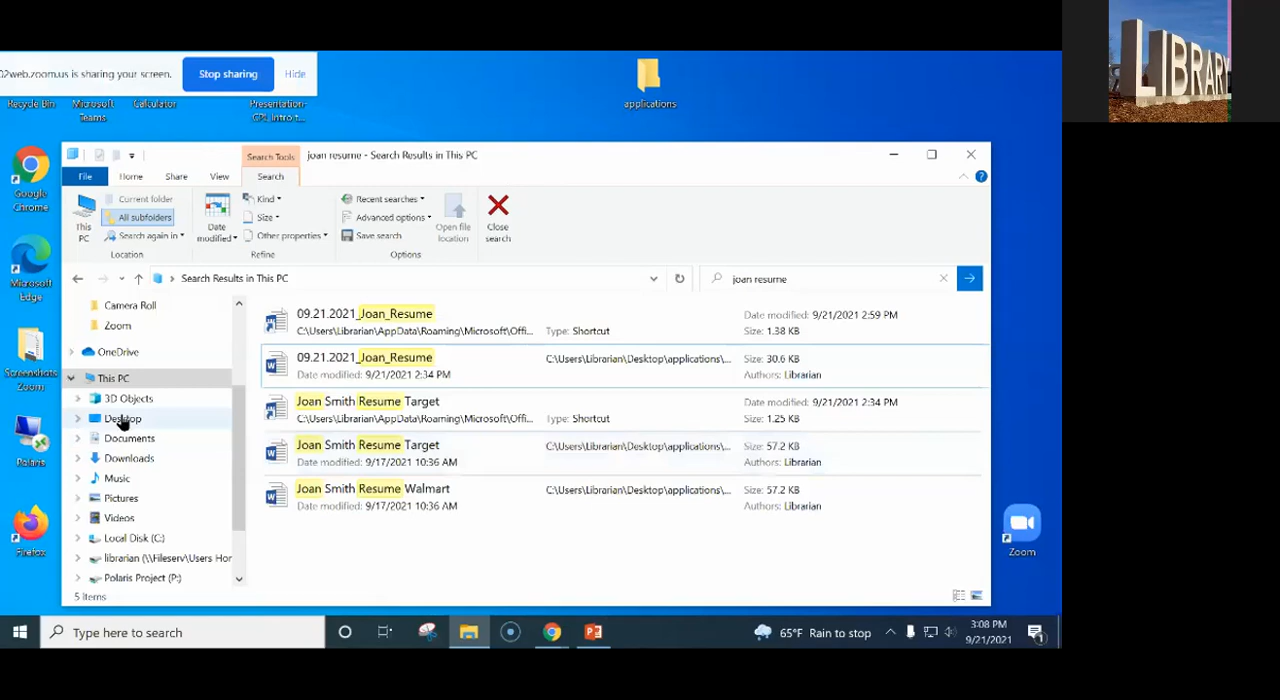 02web.zoom.us is sharing your screen. Stop sharing Hide
Recycle Bin
Microsoft Teams
Calculator
Presentation-
CPL Intro t...
applications
LIBRARY
Google Chrome
Microsoft Edge
Screenshots Zoom
Polaris
Firefox
Zoom
Search Tools joan resume - Search Results in This PC
File Home Share View Search
This PC
Current folder
All subfolders
Search again in
Location
Date modified
Kind
Size
Other properties
Refine
Recent searches
Advanced options
Save search
Open file location
Options
Close search
Search Results in This PC
joan resume
Camera Roll
Zoom
OneDrive
This PC
3D Objects
Desktop
Documents
Downloads
Music
Pictures
Videos
Local Disk (C:)
librarian (\\Fileserv\Users Hor
Polaris Project (P:)
09.21.2021_Joan_Resume Date modified: 9/21/2021 2:59 PM
C:\Users\Librarian\AppData\Roaming\Microsoft\Offi... Type: Shortcut Size: 1.38 KB
09.21.2021_Joan_Resume C:\Users\Librarian\Desktop\applications\... Size: 30.6 KB
Date modified: 9/21/2021 2:34 PM Authors: Librarian
Joan Smith Resume Target Date modified: 9/21/2021 2:34 PM
C:\Users\Librarian\AppData\Roaming\Microsoft\Offi... Type: Shortcut Size: 1.25 KB
Joan Smith Resume Target C:\Users\Librarian\Desktop\applications\... Size: 57.2 KB
Date modified: 9/17/2021 10:36 AM Authors: Librarian
Joan Smith Resume Walmart C:\Users\Librarian\Desktop\applications\... Size: 57.2 KB
Date modified: 9/17/2021 10:36 AM Authors: Librarian
5 items
Type here to search
65°F Rain to stop
3:08 PM
9/21/2021
1